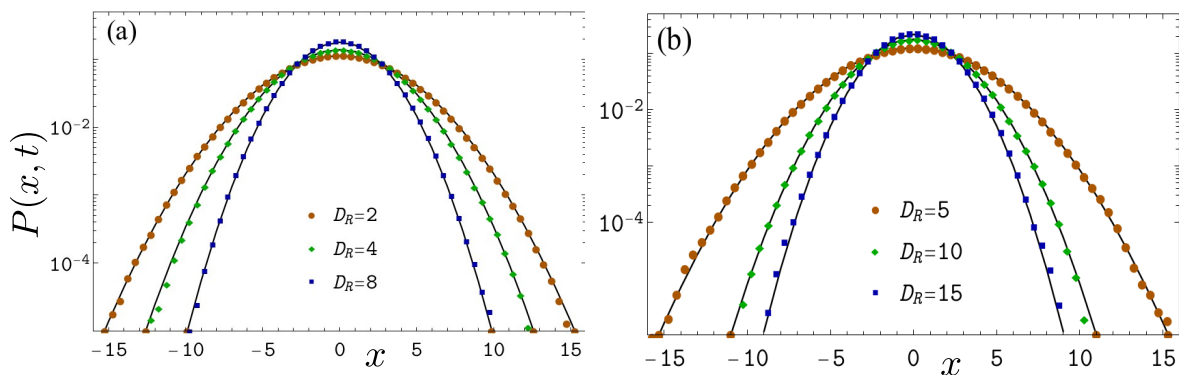 (a)
P(x, t)
10⁻²
10⁻⁴
D_R=2
D_R=4
D_R=8
−15 −10 −5 0 5 10 15
x
(b)
10⁻²
10⁻⁴
D_R=5
D_R=10
D_R=15
−15 −10 −5 0 5 10 15
x